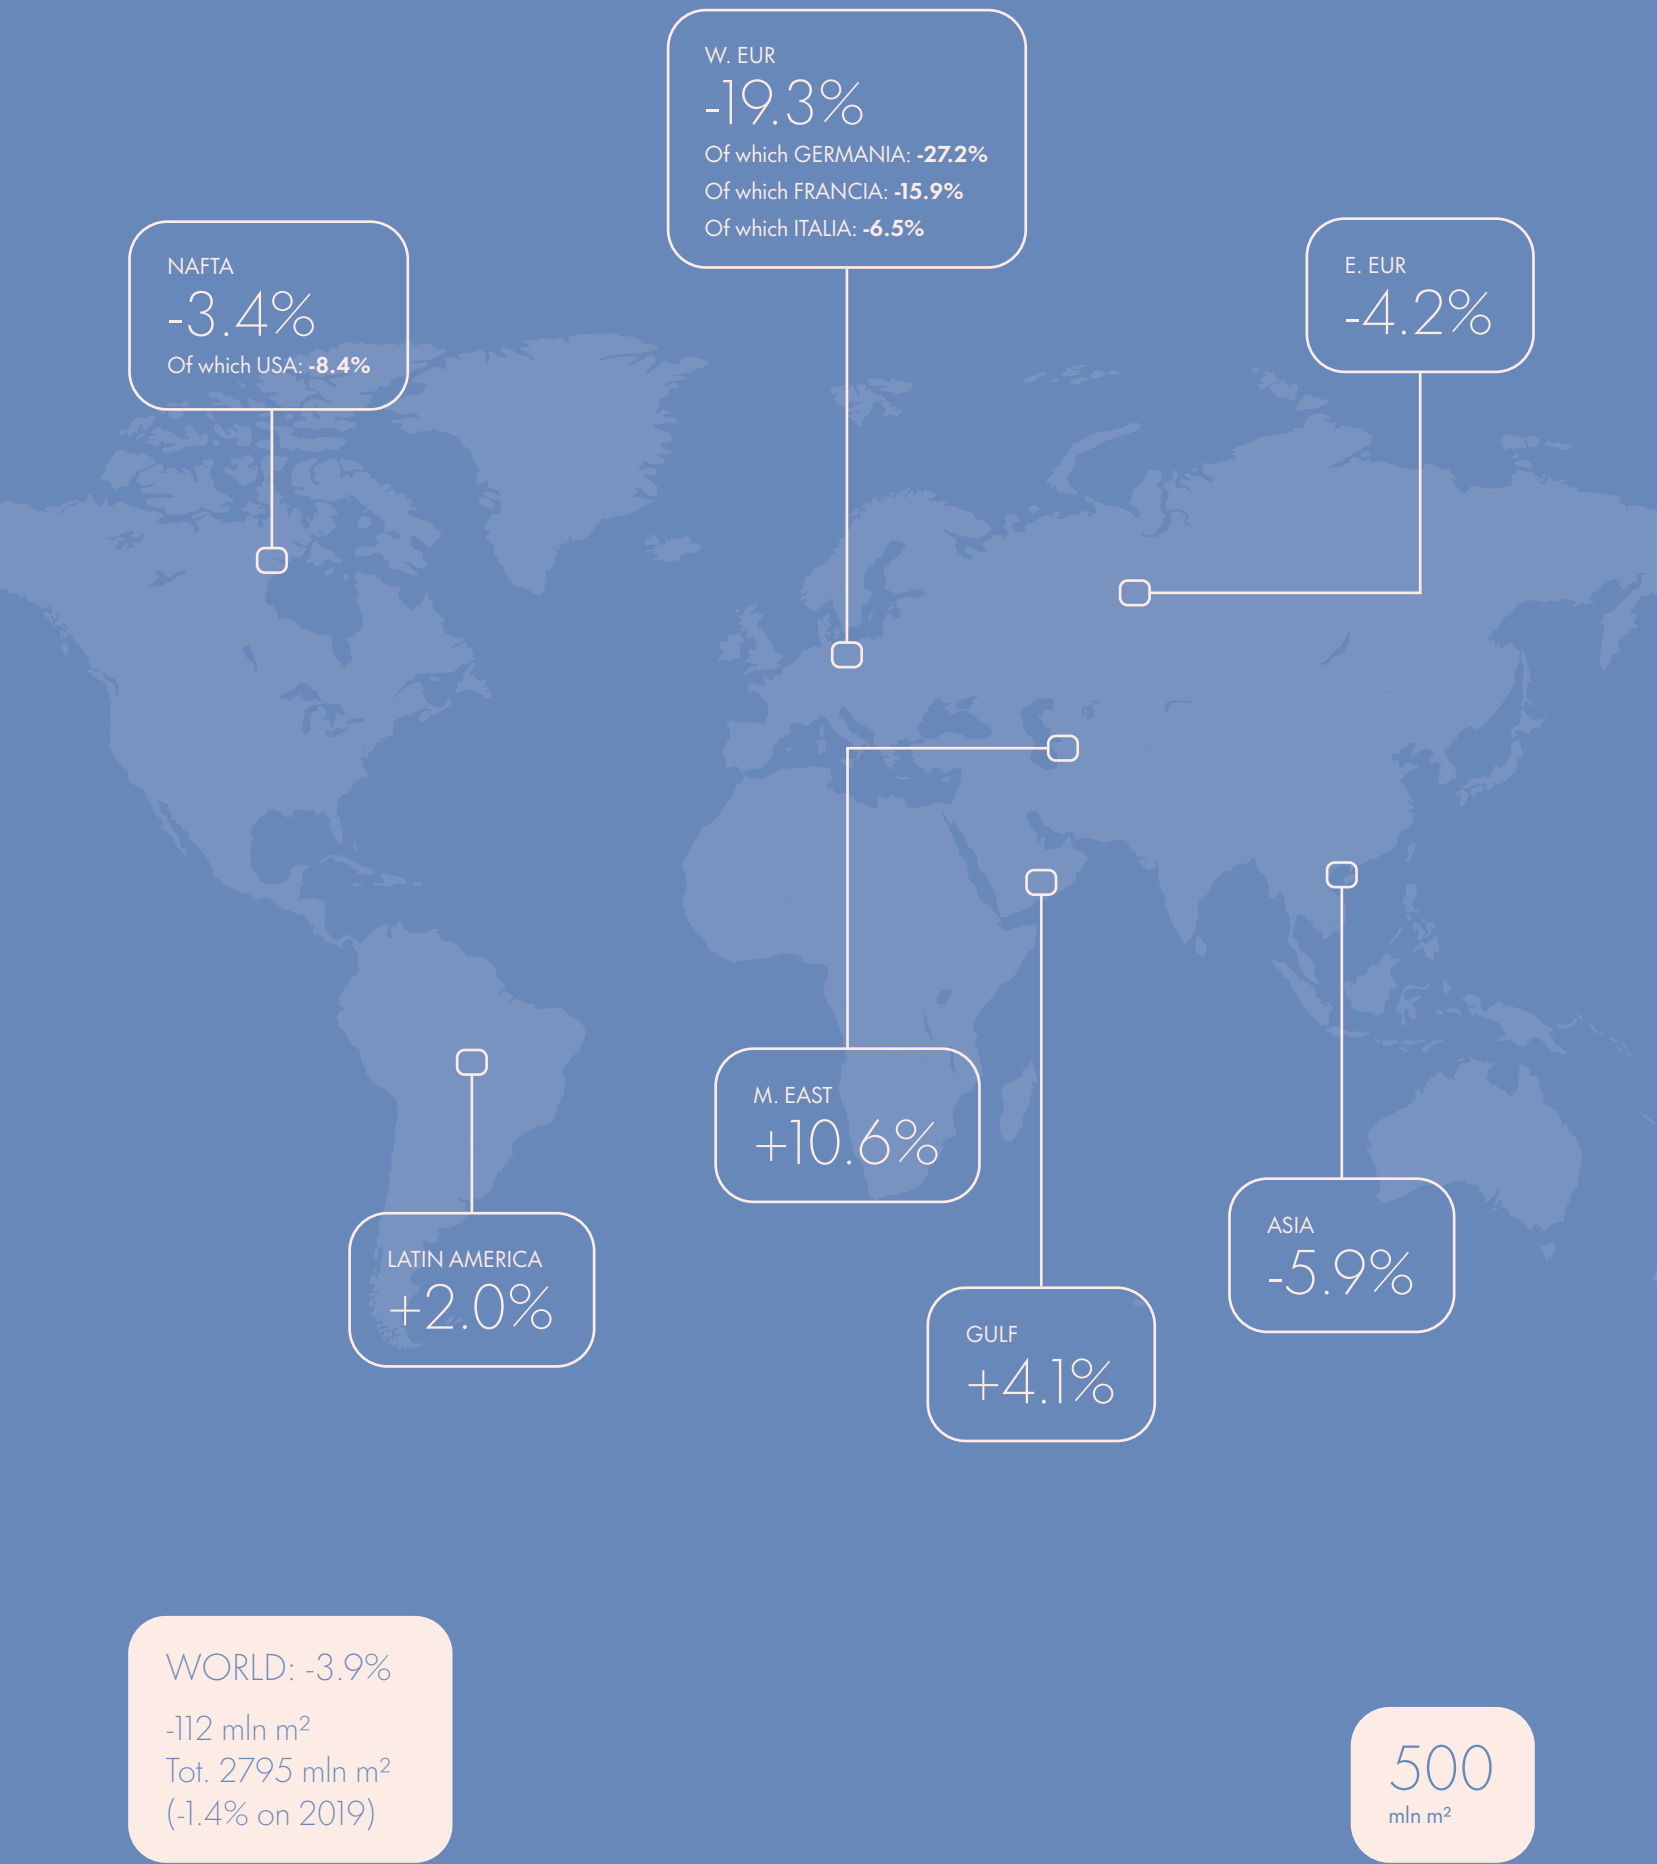 W. EUR
-19.3%
Of which GERMANIA: -27.2%
Of which FRANCIA: -15.9%
Of which ITALIA: -6.5%
NAFTA
-3.4%
Of which USA: -8.4%
E. EUR
-4.2%
M. EAST
+10.6%
LATIN AMERICA
+2.0%
GULF
+4.1%
ASIA
-5.9%
WORLD: -3.9%
-112 mln m²
Tot. 2795 mln m²
(-1.4% on 2019)
500
mln m²